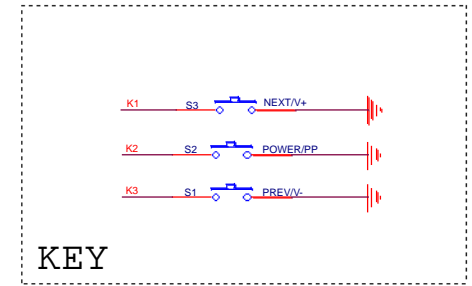 K1 S3 NEXT/V+
K2 S2 POWER/PP
K3 S1 PREV/V-
KEY